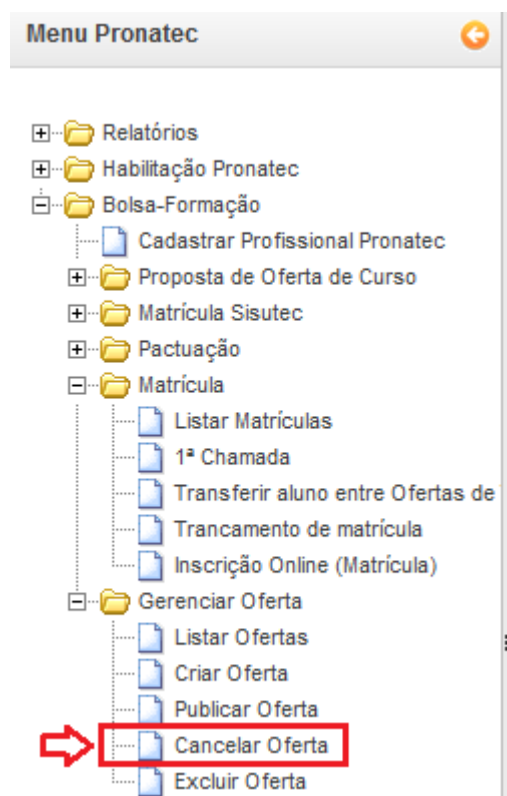 Menu Pronatec
Relatórios
Habilitação Pronatec
Bolsa-Formação
Cadastrar Profissional Pronatec
Proposta de Oferta de Curso
Matrícula Sisutec
Pactuação
Matrícula
Listar Matrículas
1ª Chamada
Transferir aluno entre Ofertas de
Trancamento de matrícula
Inscrição Online (Matrícula)
Gerenciar Oferta
Listar Ofertas
Criar Oferta
Publicar Oferta
Cancelar Oferta
Excluir Oferta